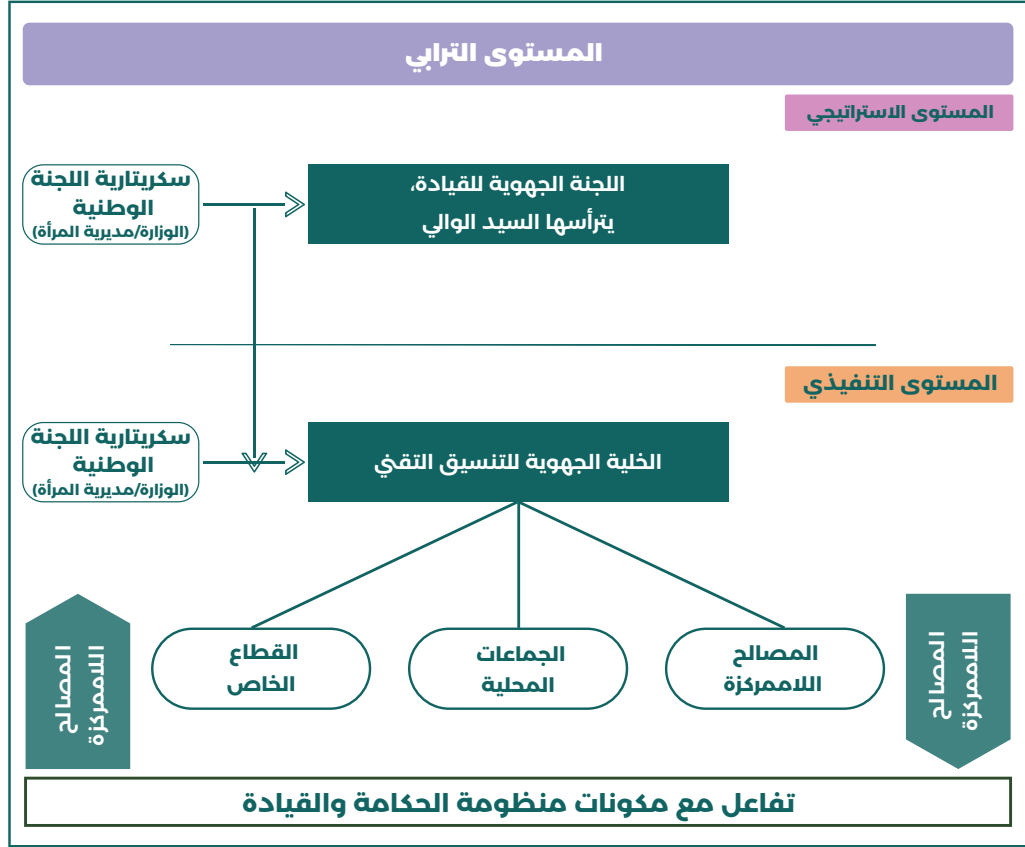 المستوى الترابي
المستوى الاستراتيجي
اللجنة الجهوية للقيادة،
يترأسها السيد الوالي
سكريتارية اللجنة
الوطنية
(الوزارة/مديرية المرأة)
المستوى التنفيذي
الخلية الجهوية للتنسيق التقني
سكريتارية اللجنة
الوطنية
(الوزارة/مديرية المرأة)
المصالح
اللاممركزة
المصالح
اللاممركزة
الجماعات
المحلية
القطاع
الخاص
المصالح
اللاممركزة
تفاعل مع مكونات منظومة الحكامة والقيادة